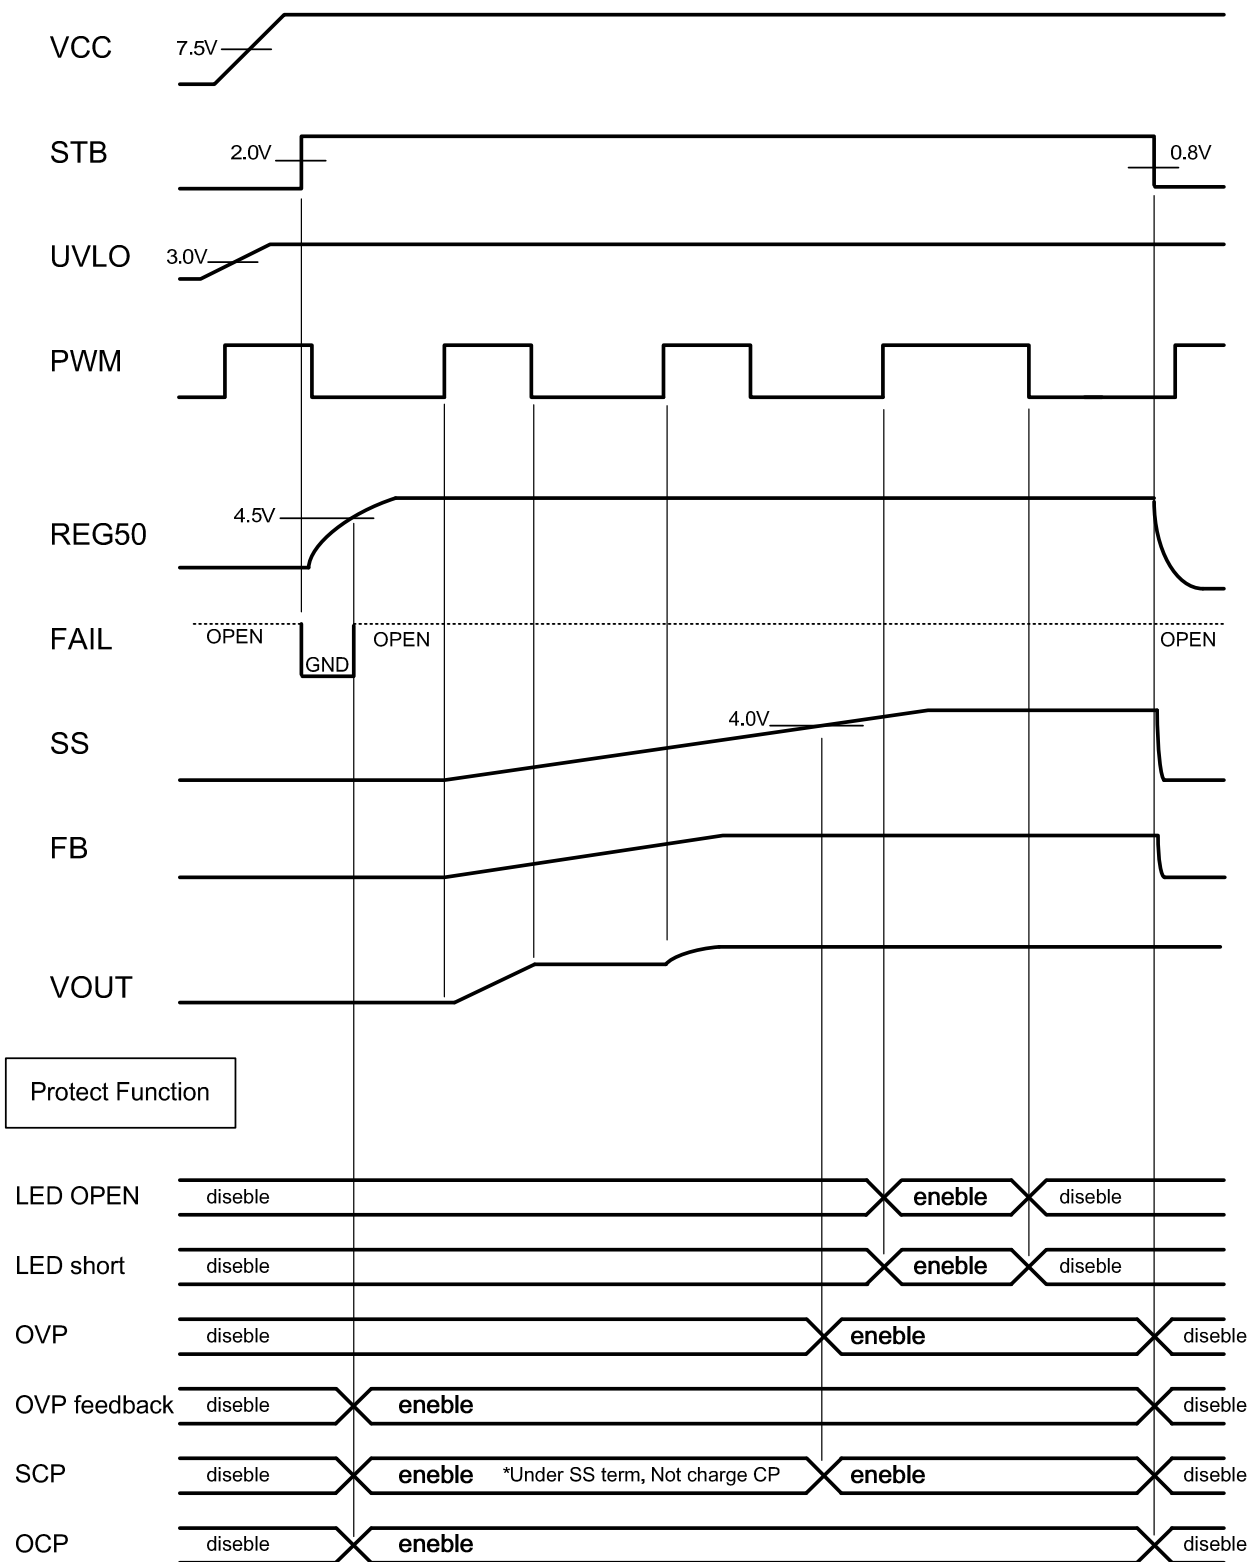 VCC
7.5V
STB
2.0V
0.8V
UVLO
3.0V
PWM
REG50
4.5V
FAIL
OPEN
GND
OPEN
OPEN
SS
4.0V
FB
VOUT
Protect Function
LED OPEN diseble eneble diseble
LED short diseble eneble diseble
OVP diseble eneble diseble
OVP feedback diseble eneble diseble
SCP diseble eneble *Under SS term, Not charge CP eneble diseble
OCP diseble eneble diseble